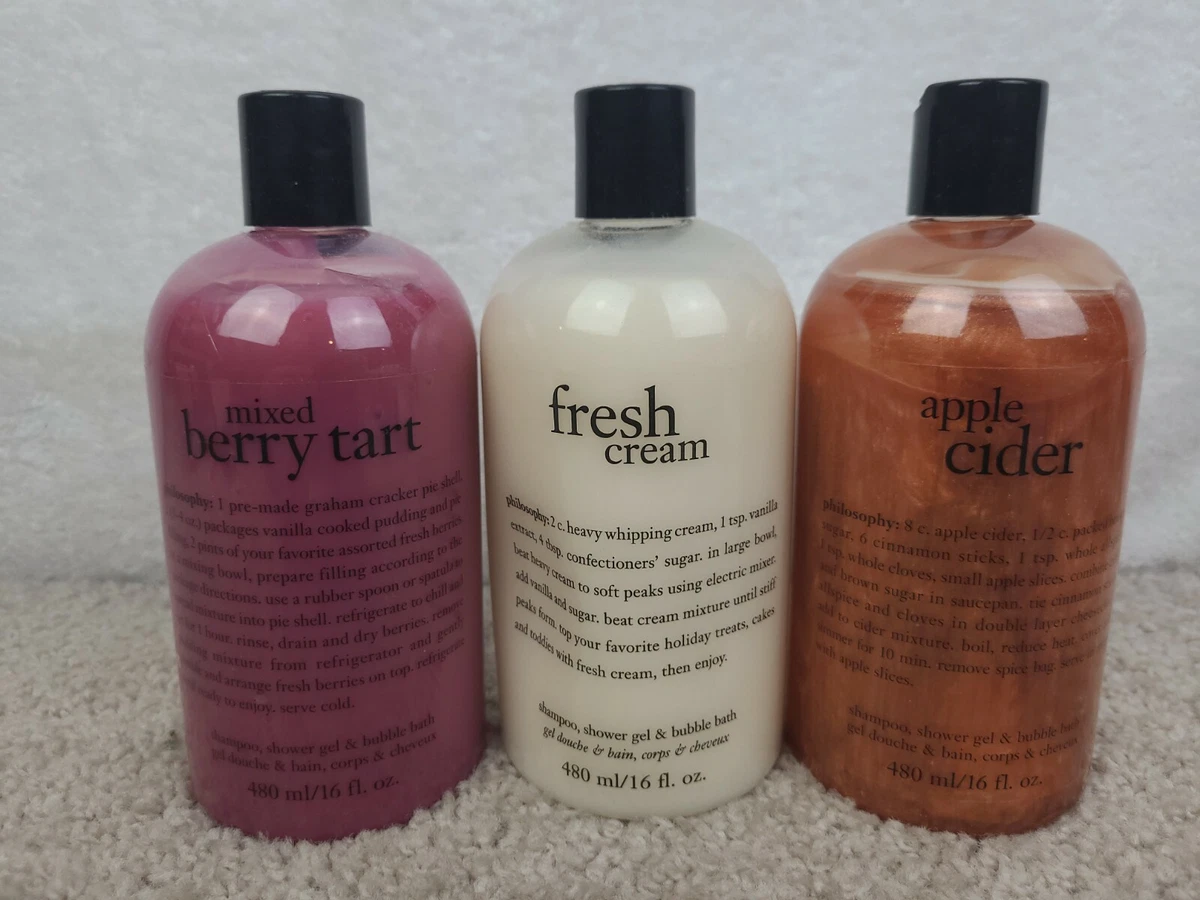 mixed
berry tart
philosophy: 1 pre-made graham cracker pie shell,
packages vanilla cooked pudding and pie
2 pints of your favorite assorted fresh berries
mixing bowl, prepare filling according to the
directions. use a rubber spoon or spatula to
mixture into pie shell. refrigerate to chill and
for 1 hour. rinse, drain and dry berries. remove
mixture from refrigerator and gently
and arrange fresh berries on top. refrigerate
ready to enjoy. serve cold.
shampoo, shower gel & bubble bath
gel douche & bain, corps & cheveux
480 ml/16 fl. oz.
fresh
cream
philosophy: 2 c. heavy whipping cream, 1 tsp. vanilla
extract, 4 tbsp. confectioners' sugar. in large bowl,
beat heavy cream to soft peaks using electric mixer.
add vanilla and sugar. beat cream mixture until stiff
peaks form. top your favorite holiday treats, cakes
and toddies with fresh cream, then enjoy.
shampoo, shower gel & bubble bath
gel douche & bain, corps & cheveux
480 ml/16 fl. oz.
apple
cider
philosophy: 8 c. apple cider, 1/2 c. packed
sugar, 6 cinnamon sticks, 1 tsp. whole
1 tsp. whole cloves, small apple slices. combine
and brown sugar in saucepan. tie cinnamon
allspice and cloves in double layer
add to cider mixture. boil, reduce heat,
simmer for 10 min. remove spice bag. serve
with apple slices.
shampoo, shower gel & bubble bath
gel douche & bain, corps & cheveux
480 ml/16 fl. oz.